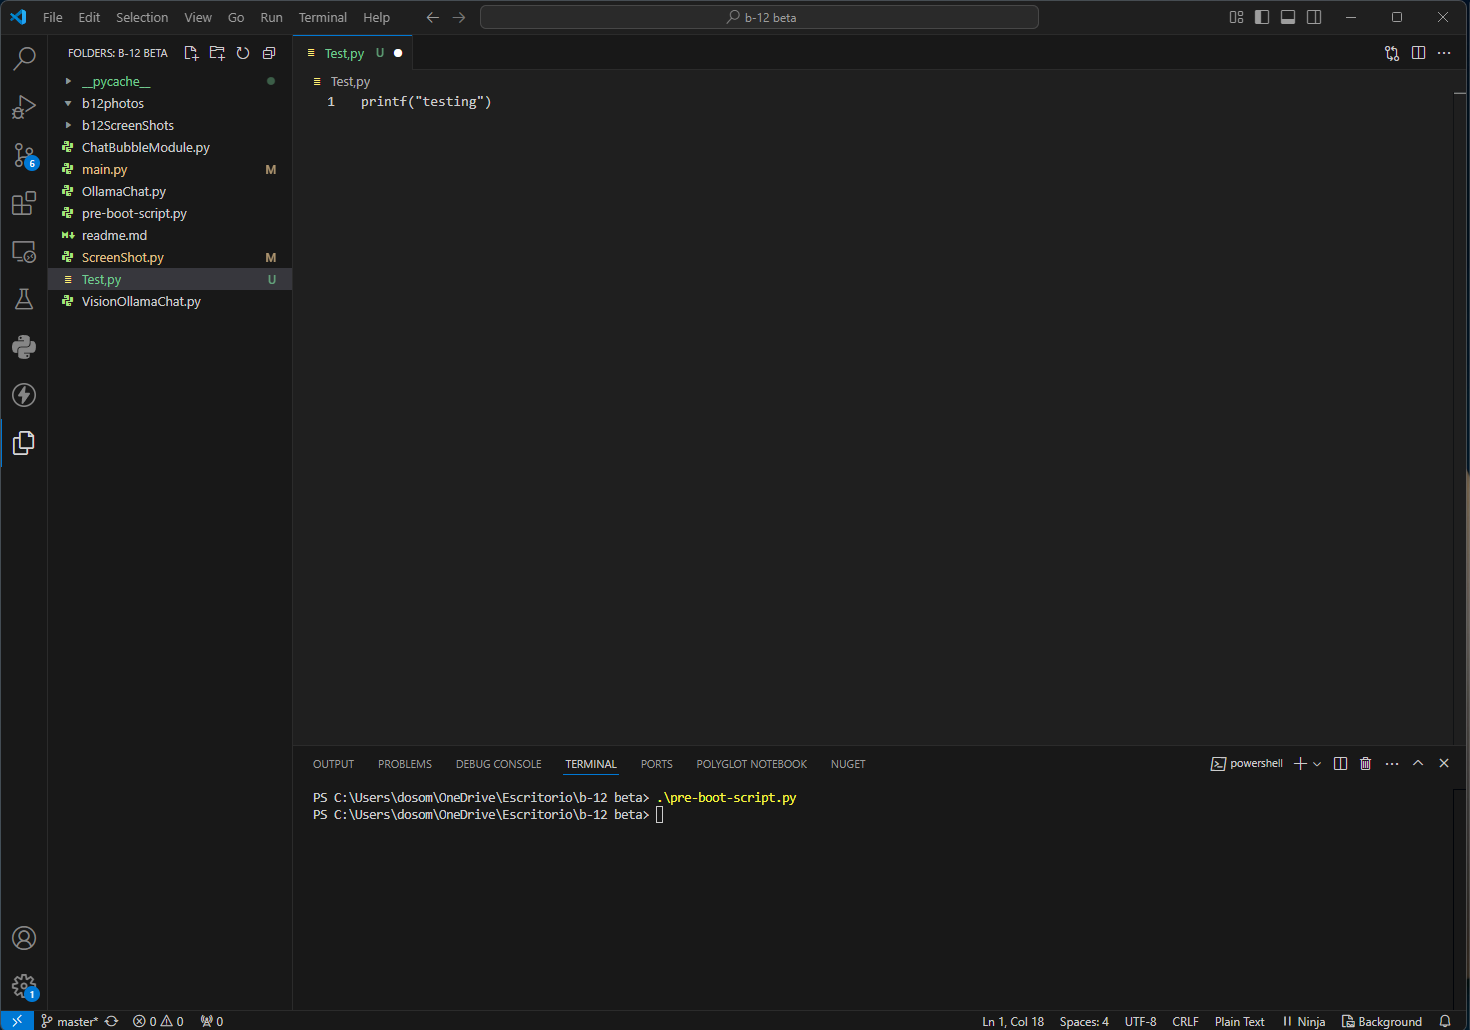 File Edit Selection View Go Run Terminal Help
b-12 beta
FOLDERS: B-12 BETA
__pycache__
b12photos
b12ScreenShots
ChatBubbleModule.py
main.py M
OllamaChat.py
pre-boot-script.py
readme.md
ScreenShot.py M
Test,py U
VisionOllamaChat.py
6
1
Test,py U
Test,py
1 printf("testing")
OUTPUT PROBLEMS DEBUG CONSOLE TERMINAL PORTS POLYGLOT NOTEBOOK NUGET
powershell
PS C:\Users\dosom\OneDrive\Escritorio\b-12 beta> .\pre-boot-script.py
PS C:\Users\dosom\OneDrive\Escritorio\b-12 beta>
master* 0 0 0
Ln 1, Col 18 Spaces: 4 UTF-8 CRLF Plain Text Ninja Background